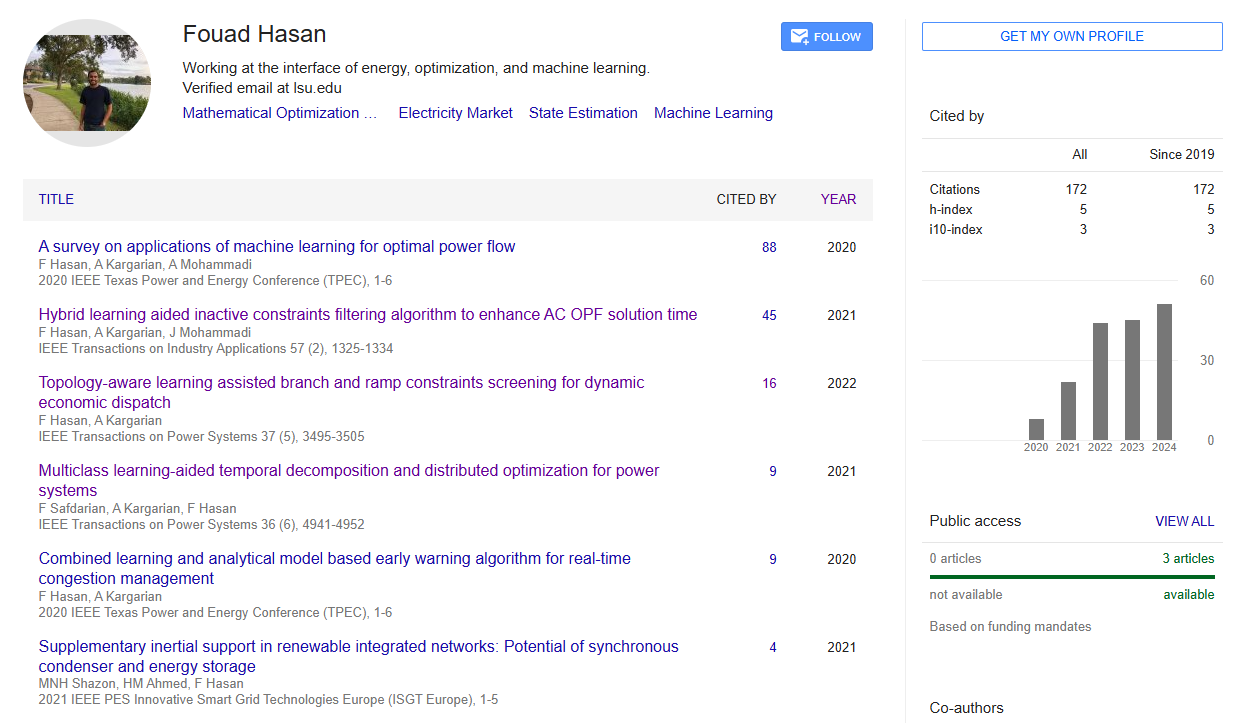 Fouad Hasan
FOLLOW
Working at the interface of energy, optimization, and machine learning.
Verified email at lsu.edu
Mathematical Optimization … Electricity Market State Estimation Machine Learning
TITLE CITED BY YEAR
A survey on applications of machine learning for optimal power flow 88 2020
F Hasan, A Kargarian, A Mohammadi
2020 IEEE Texas Power and Energy Conference (TPEC), 1-6
Hybrid learning aided inactive constraints filtering algorithm to enhance AC OPF solution time 45 2021
F Hasan, A Kargarian, J Mohammadi
IEEE Transactions on Industry Applications 57 (2), 1325-1334
Topology-aware learning assisted branch and ramp constraints screening for dynamic 16 2022
economic dispatch
F Hasan, A Kargarian
IEEE Transactions on Power Systems 37 (5), 3495-3505
Multiclass learning-aided temporal decomposition and distributed optimization for power 9 2021
systems
F Safdarian, A Kargarian, F Hasan
IEEE Transactions on Power Systems 36 (6), 4941-4952
Combined learning and analytical model based early warning algorithm for real-time 9 2020
congestion management
F Hasan, A Kargarian
2020 IEEE Texas Power and Energy Conference (TPEC), 1-6
Supplementary inertial support in renewable integrated networks: Potential of synchronous 4 2021
condenser and energy storage
MNH Shazon, HM Ahmed, F Hasan
2021 IEEE PES Innovative Smart Grid Technologies Europe (ISGT Europe), 1-5
GET MY OWN PROFILE
Cited by
All Since 2019
Citations 172 172
h-index 5 5
i10-index 3 3
60
30
0
2020 2021 2022 2023 2024
Public access VIEW ALL
0 articles 3 articles
not available available
Based on funding mandates
Co-authors